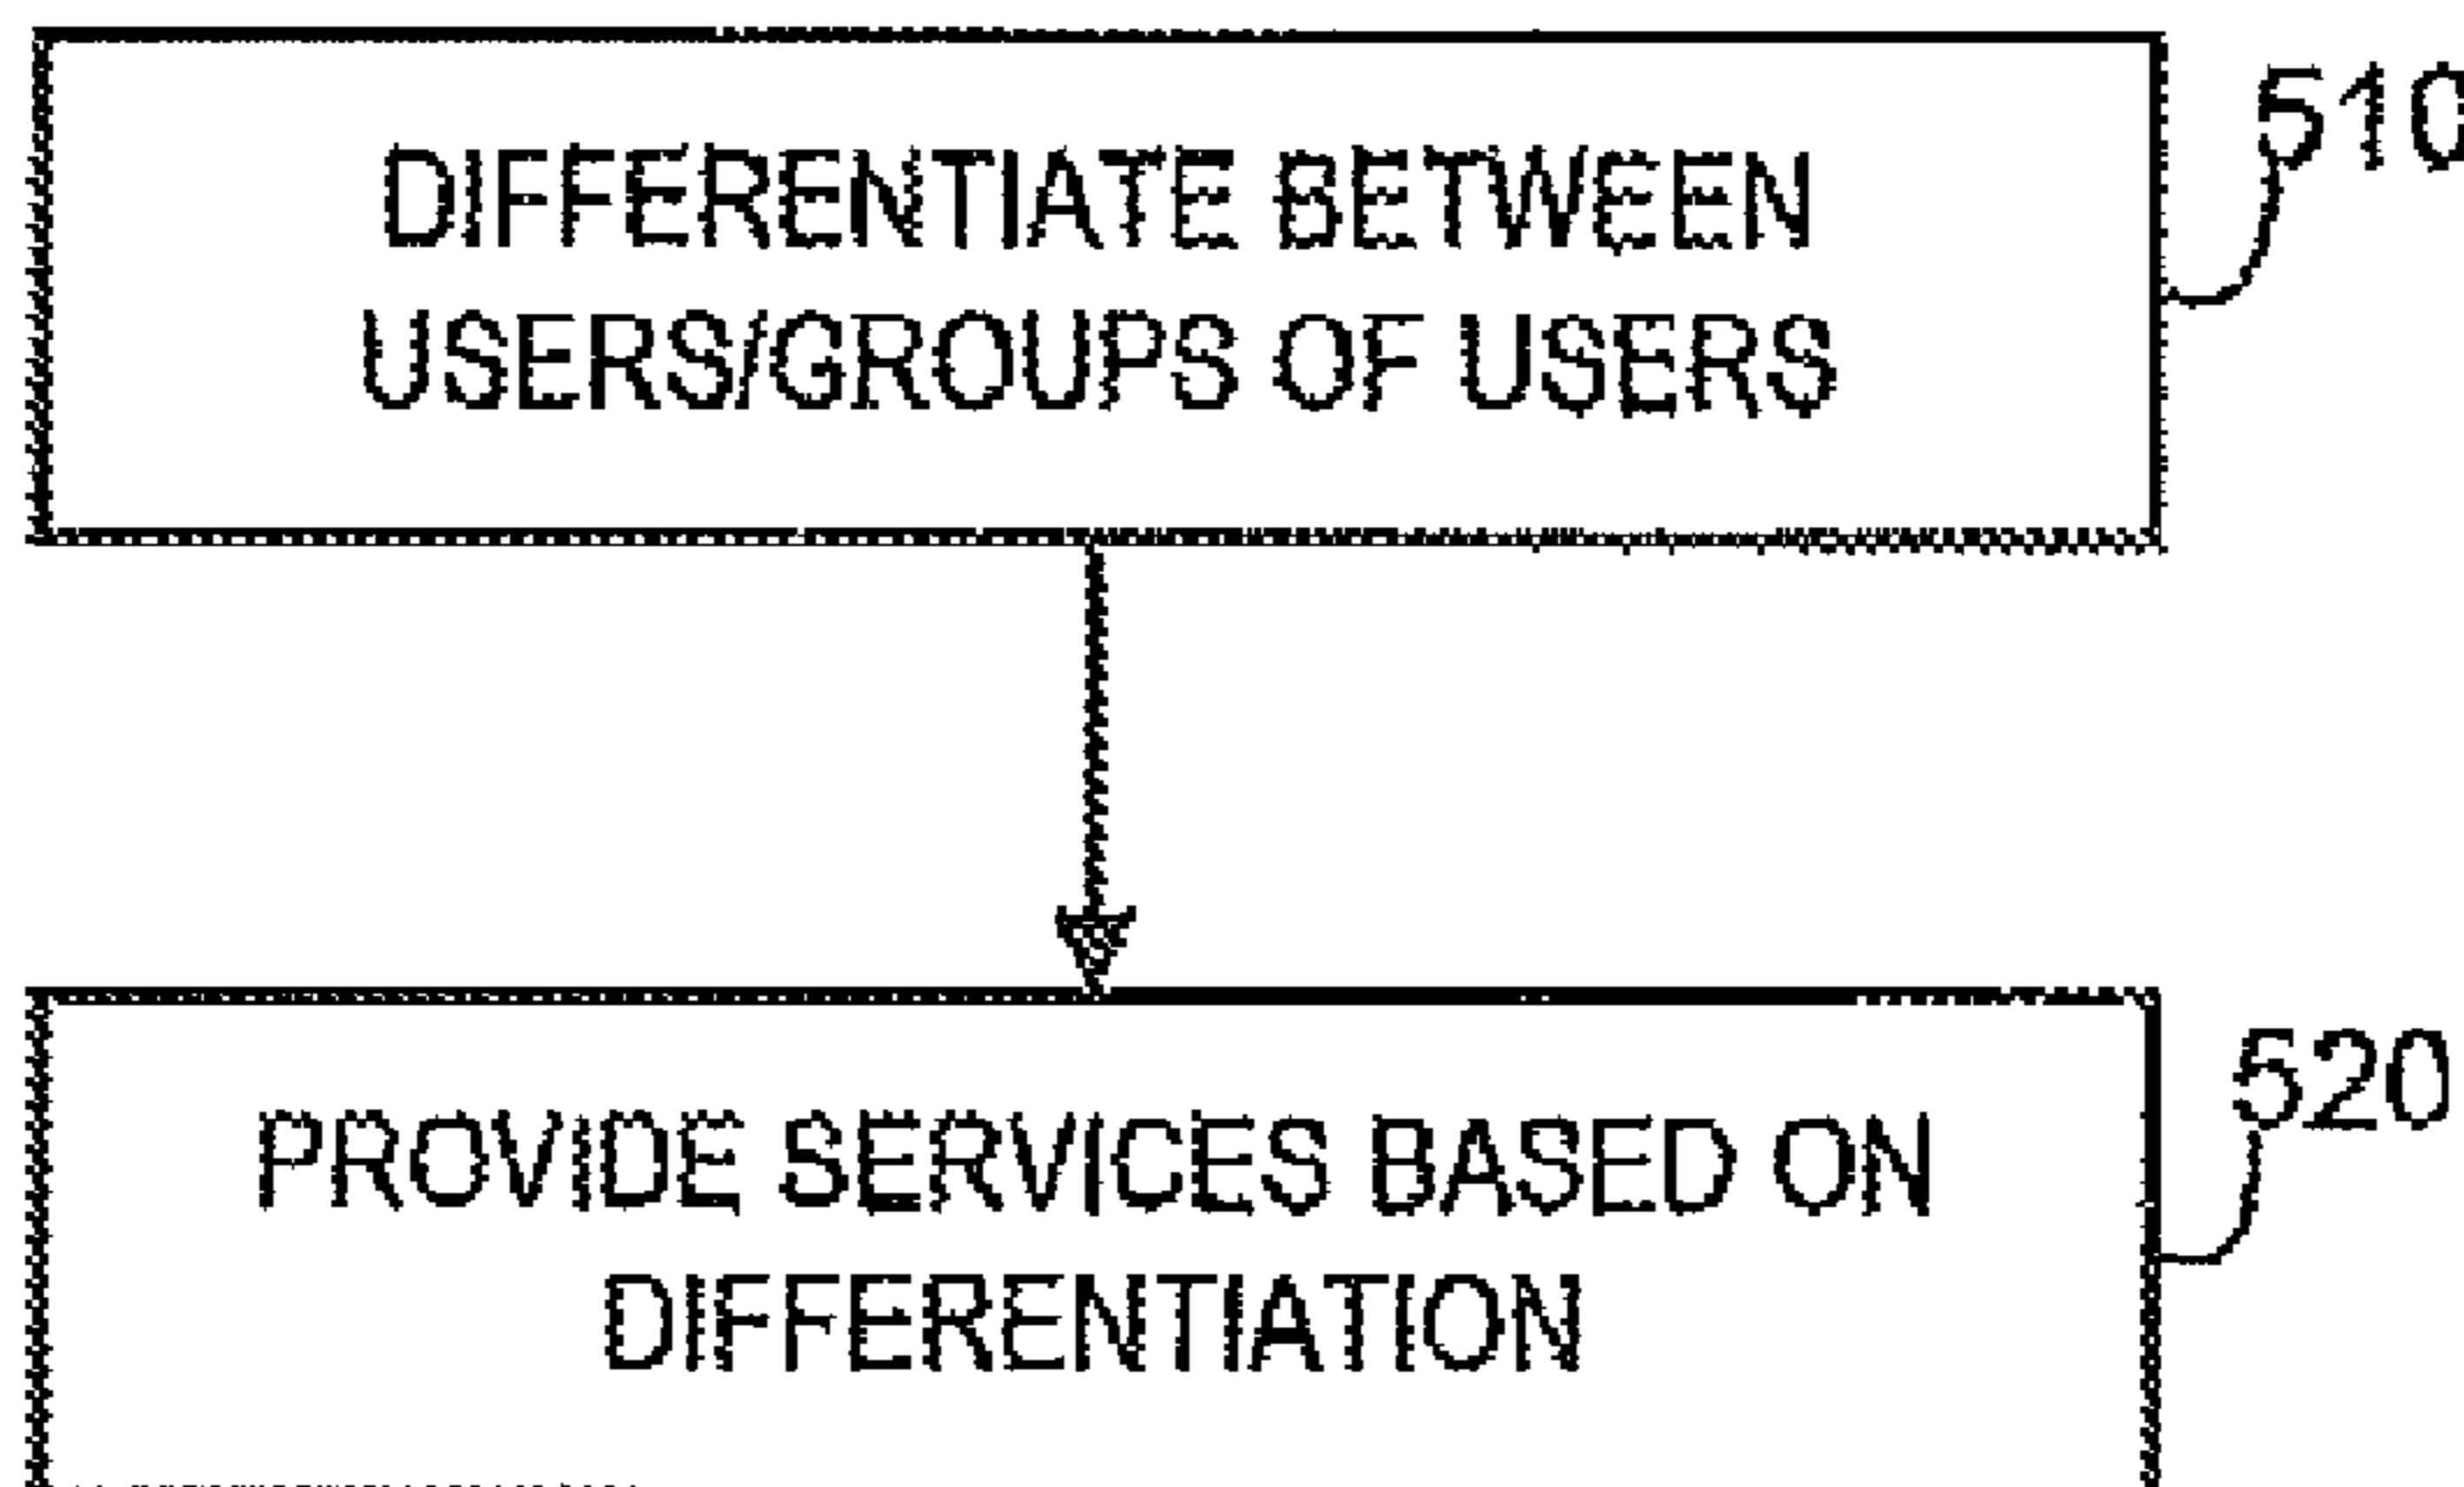 510
DIFFERENTIATE BETWEEN
USERS/GROUPS OF USERS
520
PROVIDE SERVICES BASED ON
DIFFERENTIATION